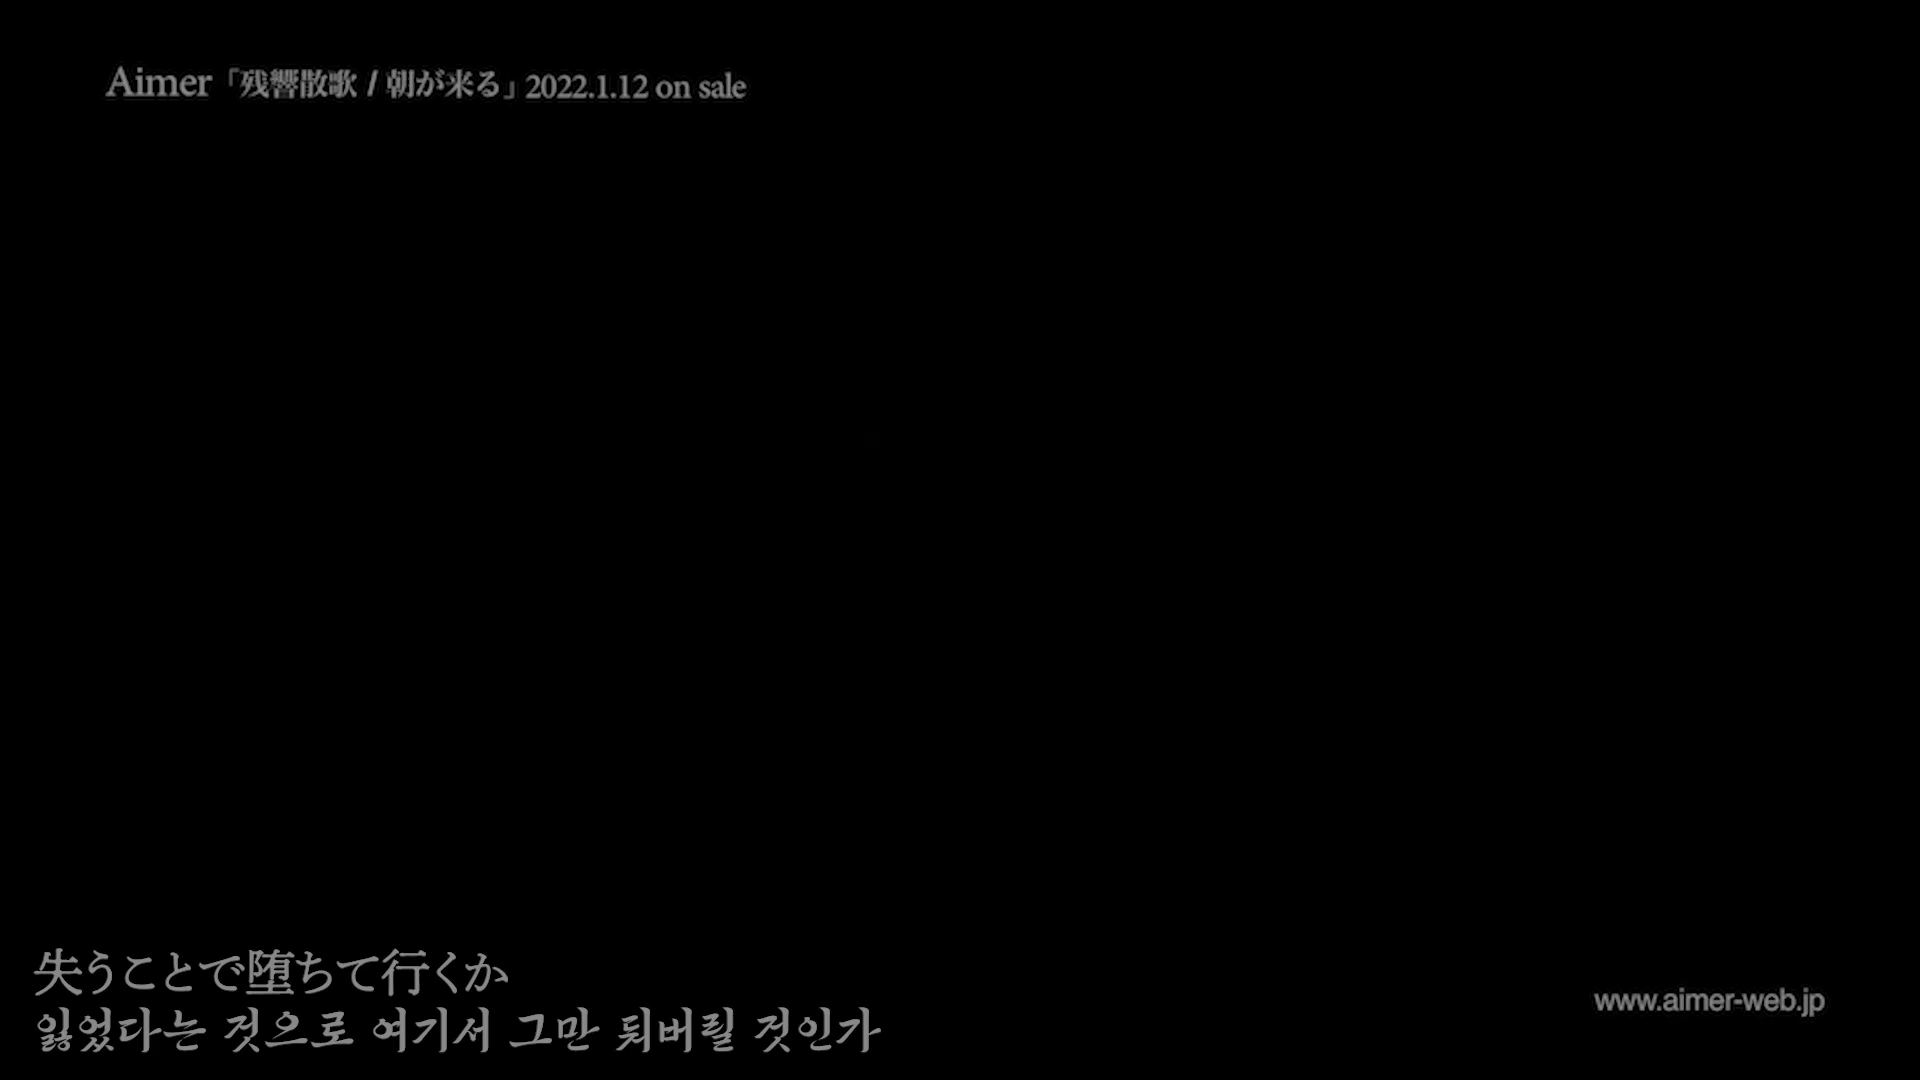 Aimer「残響散歌 / 朝が来る」2022.1.12 on sale
失うことで堕ちて行くか
잃었다는 것으로 여기서 그만 되버릴 것인가
www.aimer-web.jp